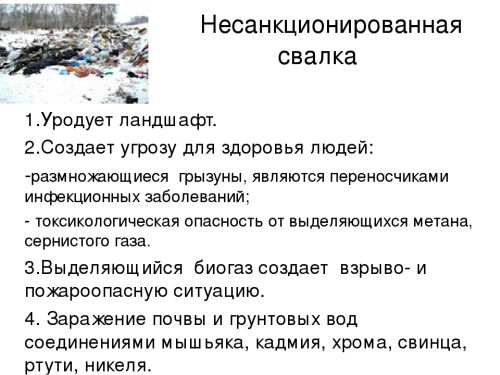 Несанкционированная
свалка
1.Уродует ландшафт.
2.Создает угрозу для здоровья людей:
-размножающиеся грызуны, являются переносчиками
инфекционных заболеваний;
- токсикологическая опасность от выделяющихся метана,
сернистого газа.
3.Выделяющийся биогаз создает взрыво- и
пожароопасную ситуацию.
4. Заражение почвы и грунтовых вод
соединениями мышьяка, кадмия, хрома, свинца,
ртути, никеля.